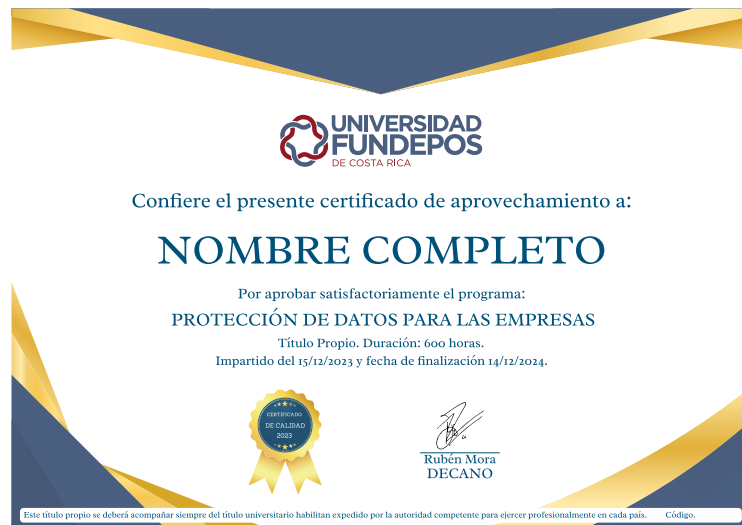 UNIVERSIDAD
FUNDEPOS
DE COSTA RICA
Confiere el presente certificado de aprovechamiento a:
NOMBRE COMPLETO
Por aprobar satisfactoriamente el programa:
PROTECCIÓN DE DATOS PARA LAS EMPRESAS
Título Propio. Duración: 600 horas.
Impartido del 15/12/2023 y fecha de finalización 14/12/2024.
CERTIFICADO
DE CALIDAD
2023
Rubén Mora
DECANO
Este título propio se deberá acompañar siempre del título universitario habilitan expedido por la autoridad competente para ejercer profesionalmente en cada país. Código.